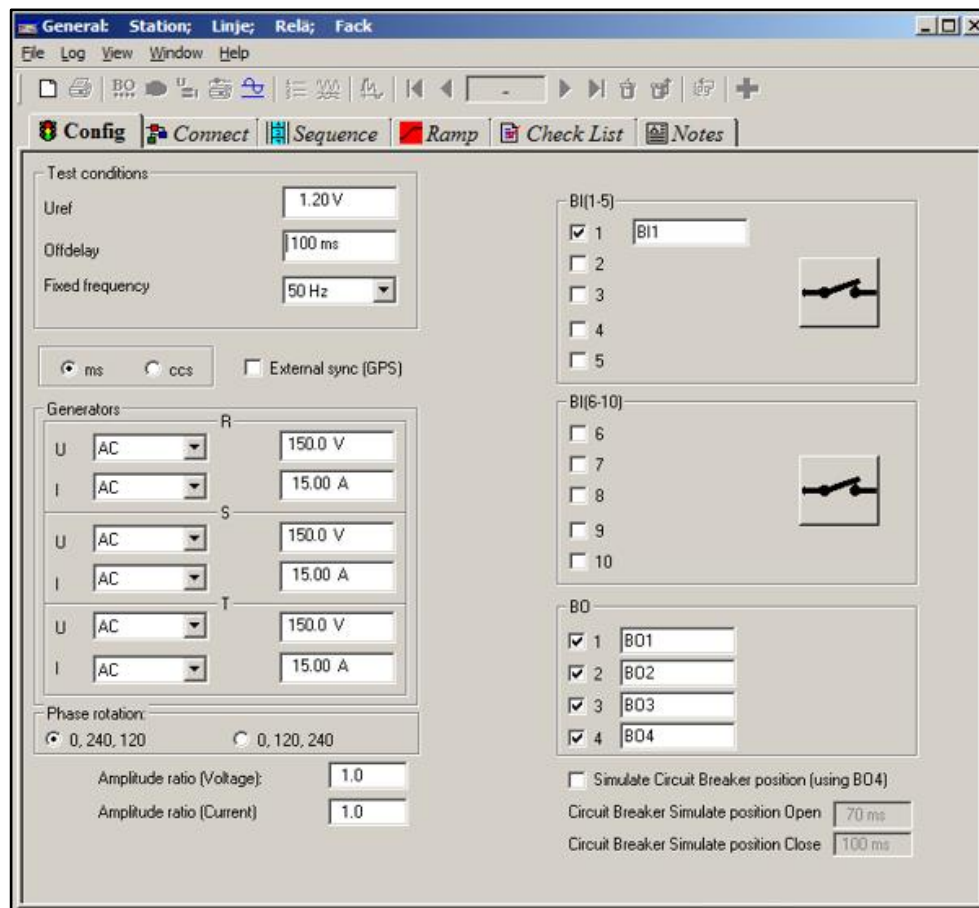 General: Station; Linje; Relä; Fack
File Log View Window Help
BO
U
-
Config Connect Sequence Ramp Check List Notes
Test conditions
Uref 1.20 V
Offdelay 100 ms
Fixed frequency 50 Hz
ms ccs External sync (GPS)
Generators
R
U AC 150.0 V
I AC 15.00 A
S
U AC 150.0 V
I AC 15.00 A
T
U AC 150.0 V
I AC 15.00 A
Phase rotation:
0, 240, 120 0, 120, 240
Amplitude ratio (Voltage): 1.0
Amplitude ratio (Current) 1.0
BI(1-5)
1 BI1
2
3
4
5
BI(6-10)
6
7
8
9
10
BO
1 BO1
2 BO2
3 BO3
4 BO4
Simulate Circuit Breaker position (using BO4)
Circuit Breaker Simulate position Open 70 ms
Circuit Breaker Simulate position Close 100 ms